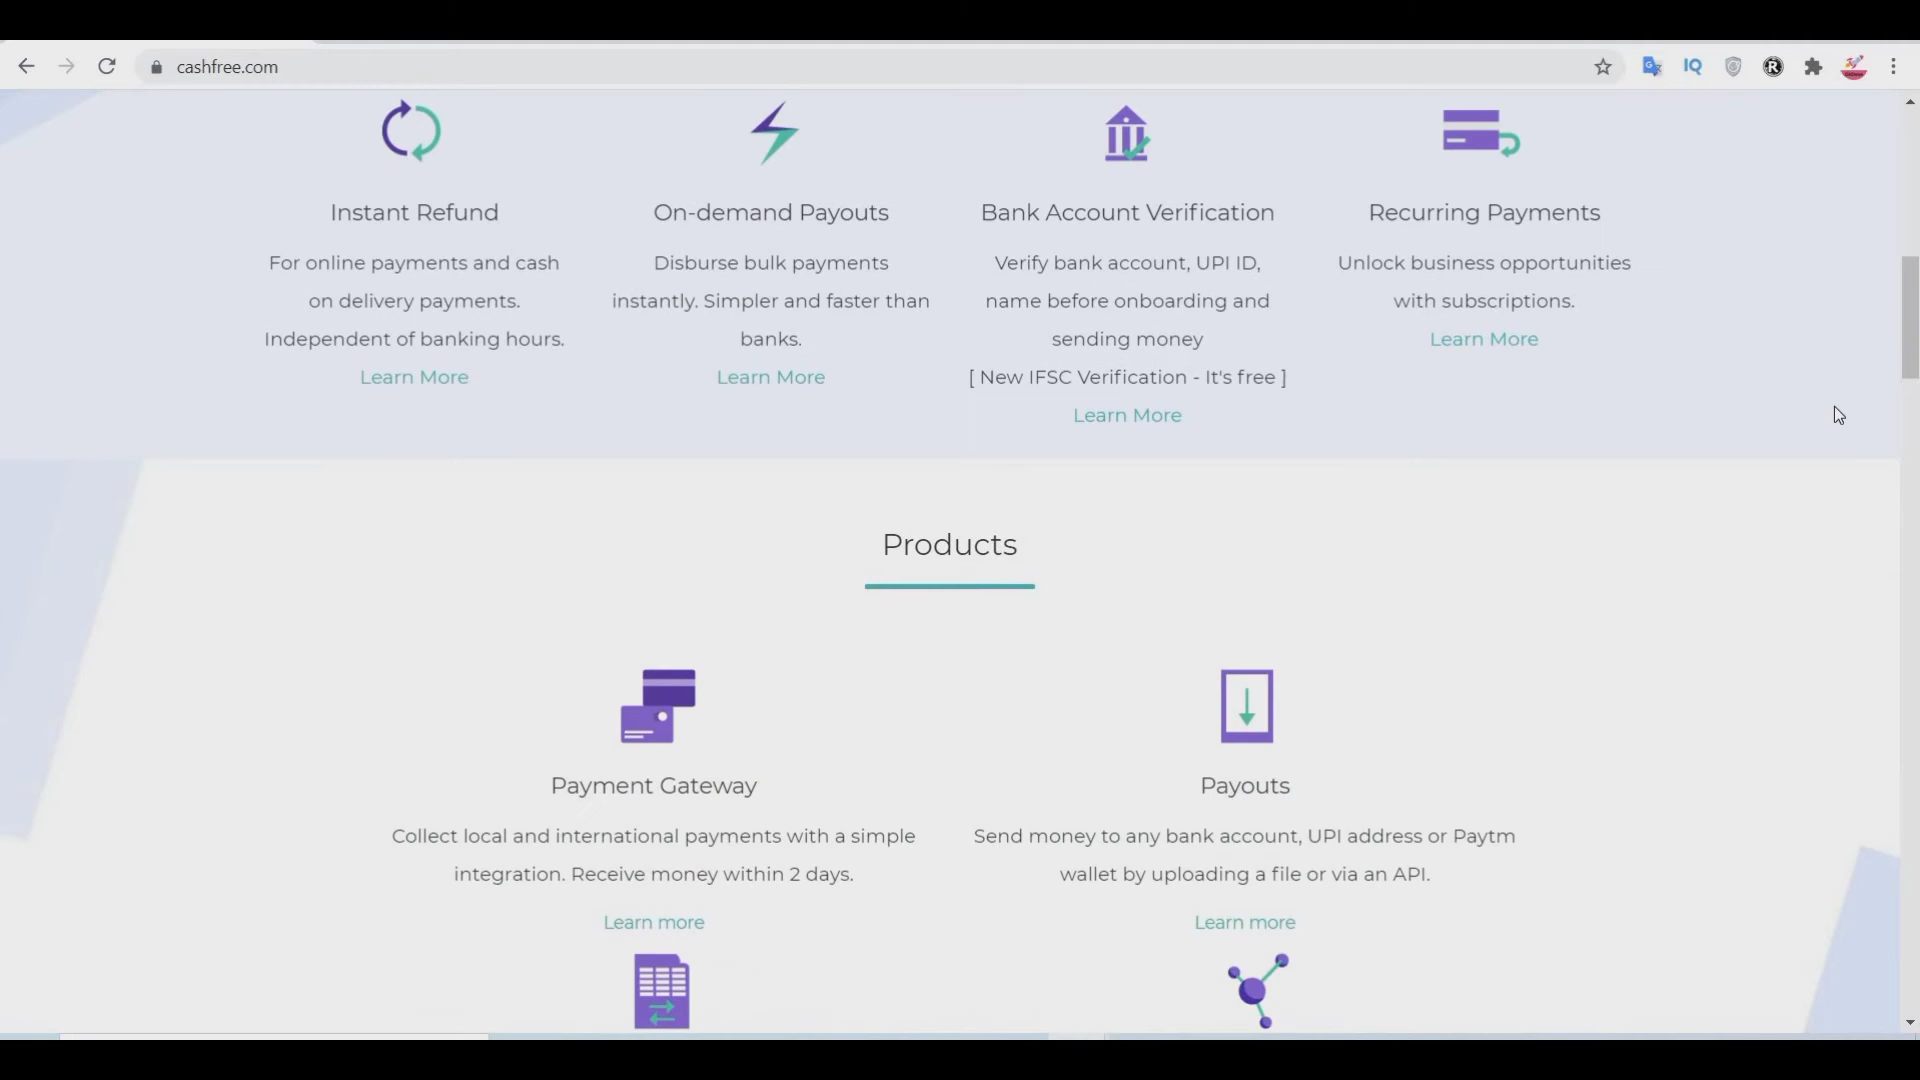 cashfree.com
Instant Refund
For online payments and cash
on delivery payments.
Independent of banking hours.
Learn More
On-demand Payouts
Disburse bulk payments
instantly. Simpler and faster than
banks.
Learn More
Bank Account Verification
Verify bank account, UPI ID,
name before onboarding and
sending money
[ New IFSC Verification - It's free ]
Learn More
Recurring Payments
Unlock business opportunities
with subscriptions.
Learn More
Products
Payment Gateway
Collect local and international payments with a simple
integration. Receive money within 2 days.
Learn more
Payouts
Send money to any bank account, UPI address or Paytm
wallet by uploading a file or via an API.
Learn more
IQ
R